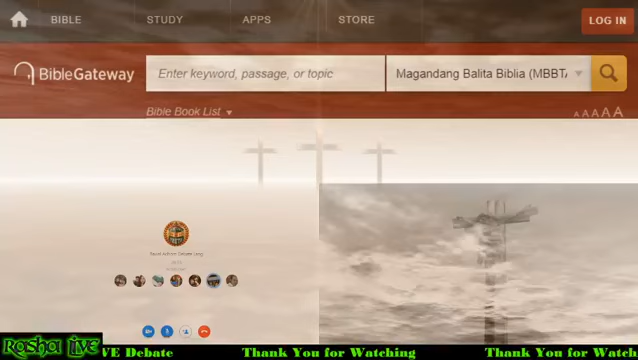 BIBLE STUDY APPS STORE LOG IN
BibleGateway Enter keyword, passage, or topic Magandang Balita Biblia (MBBT
Bible Book List AAAAA
Rosha LiVE VE Debate Thank You for Watching Thank You for Watch